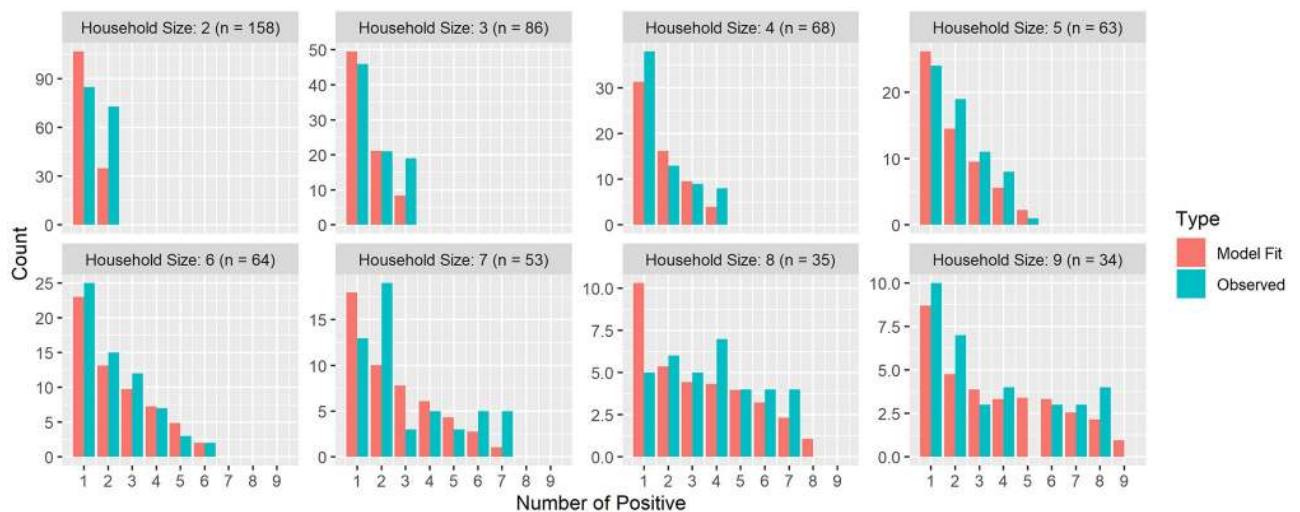 Household Size: 2 (n = 158)
Household Size: 3 (n = 86)
Household Size: 4 (n = 68)
Household Size: 5 (n = 63)
90
60
30
0
50
40
30
20
10
0
30
20
10
0
20
10
0
Household Size: 6 (n = 64)
Household Size: 7 (n = 53)
Household Size: 8 (n = 35)
Household Size: 9 (n = 34)
25
20
15
10
5
0
15
10
5
0
10.0
7.5
5.0
2.5
0.0
10.0
7.5
5.0
2.5
0.0
1 2 3 4 5 6 7 8 9
1 2 3 4 5 6 7 8 9
1 2 3 4 5 6 7 8 9
1 2 3 4 5 6 7 8 9
Count
Number of Positive
Type
Model Fit
Observed